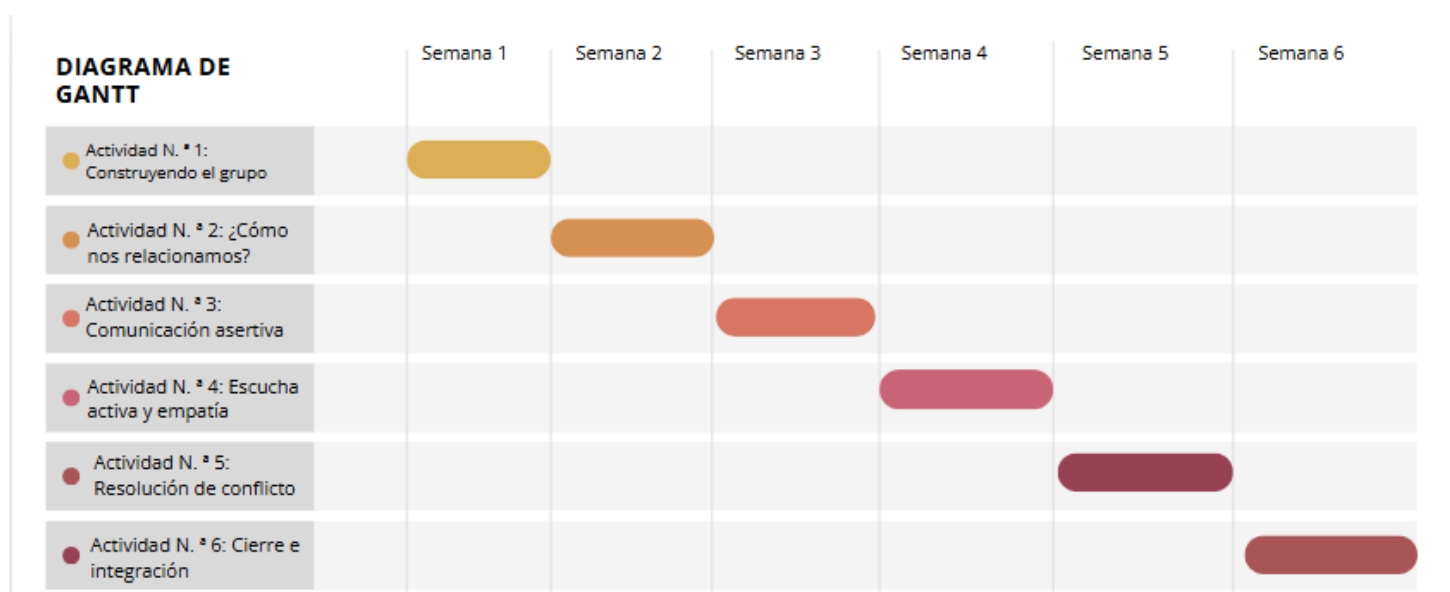 DIAGRAMA DE
GANTT
Semana 1
Semana 2
Semana 3
Semana 4
Semana 5
Semana 6
Actividad N. ª 1:
Construyendo el grupo
Actividad N. ª 2: ¿Cómo
nos relacionamos?
Actividad N. ª 3:
Comunicación asertiva
Actividad N. ª 4: Escucha
activa y empatía
Actividad N. ª 5:
Resolución de conflicto
Actividad N. ª 6: Cierre e
integración